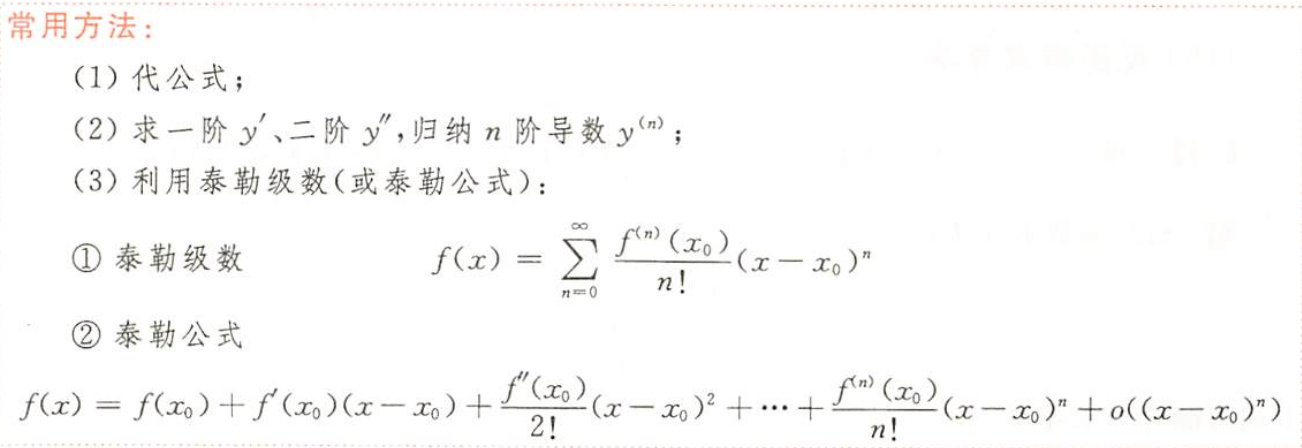 常用方法:
(1) 代公式;
(2) 求一阶 y′、二阶 y″,归纳 n 阶导数 y⁽ⁿ⁾;
(3) 利用泰勒级数(或泰勒公式):
① 泰勒级数 f(x) = ∑_{n=0}^{∞} \frac{f^{(n)}(x_0)}{n!}(x-x_0)^n
② 泰勒公式
f(x) = f(x_0) + f′(x_0)(x-x_0) + \frac{f″(x_0)}{2!}(x-x_0)^2 + ⋯ + \frac{f^{(n)}(x_0)}{n!}(x-x_0)^n + o((x-x_0)^n)